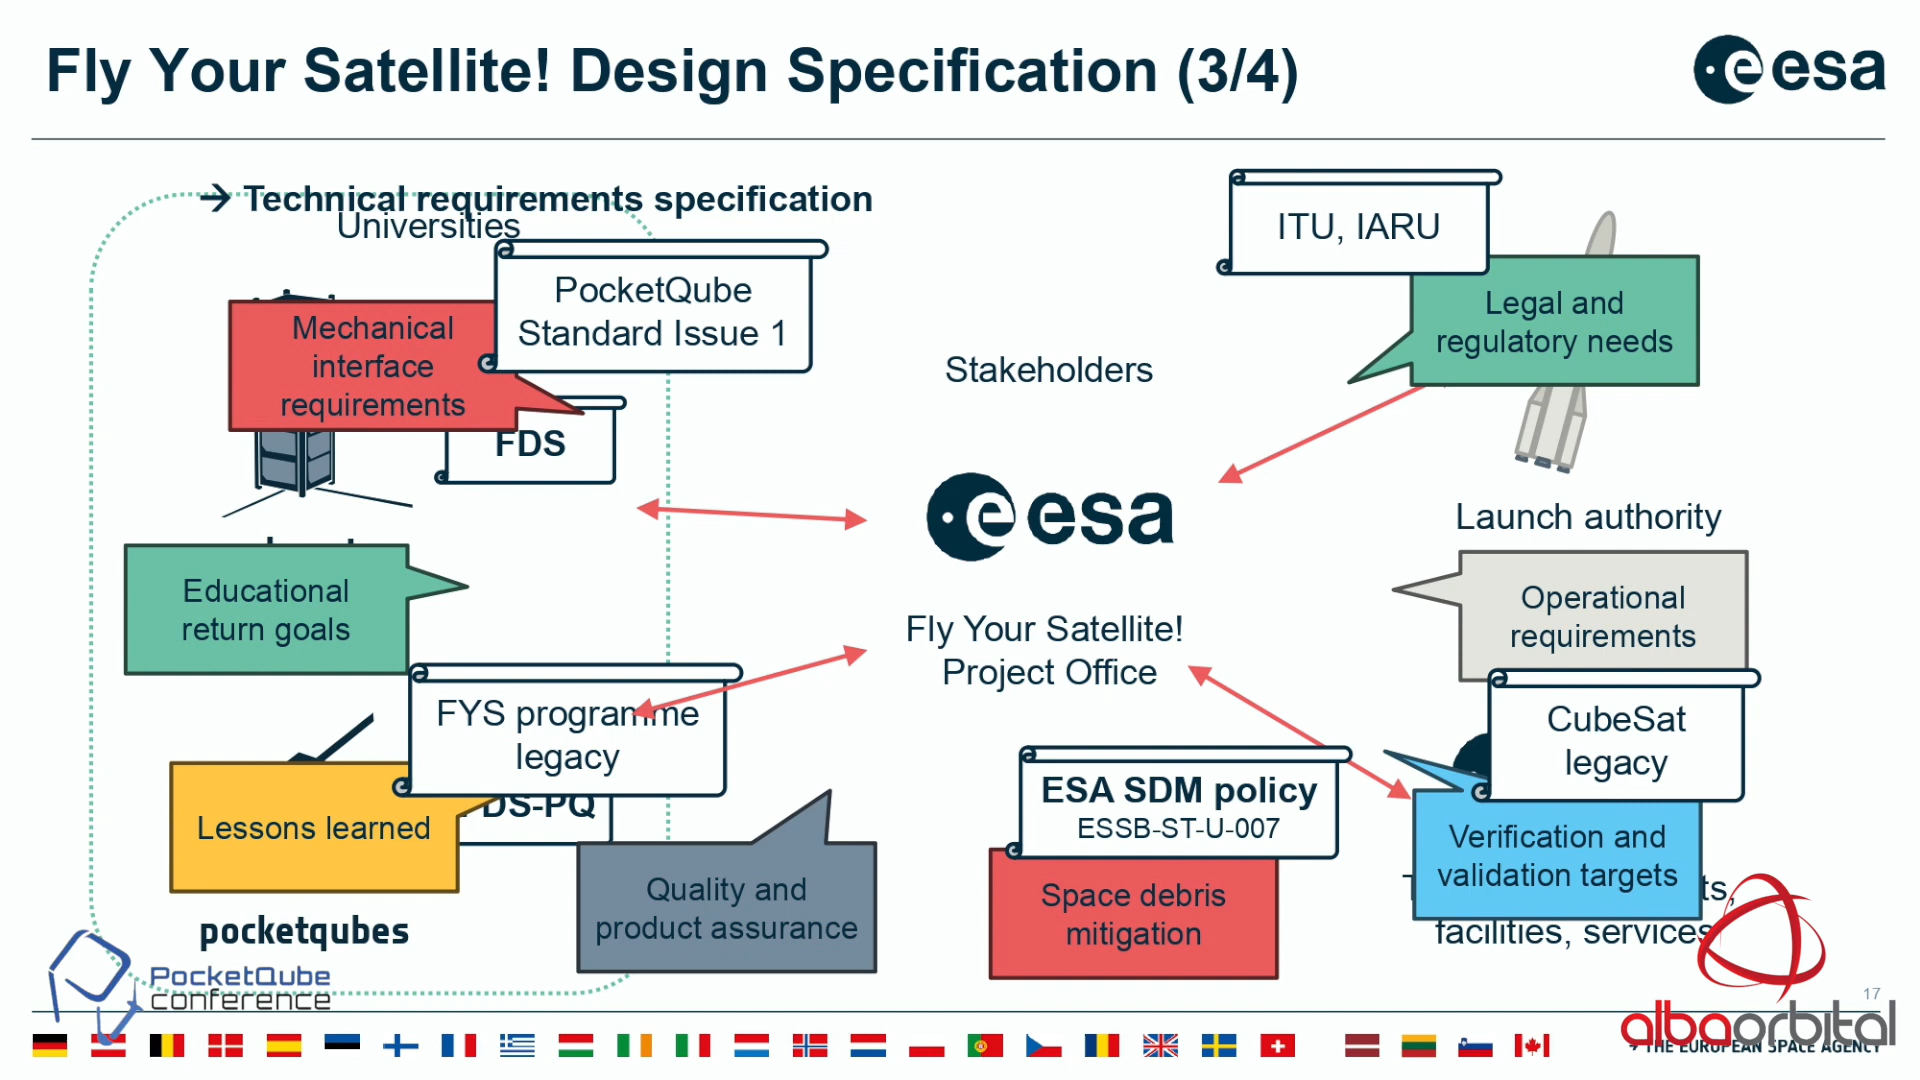 Fly Your Satellite! Design Specification (3/4)
esa
→ Technical requirements specification
Universities
PocketQube
Standard Issue 1
Mechanical
interface
requirements
FDS
ITU, IARU
Legal and
regulatory needs
Stakeholders
esa
Launch authority
Educational
return goals
Operational
requirements
Fly Your Satellite!
Project Office
FYS programme
legacy
CubeSat
legacy
Lessons learned
DS-PQ
ESA SDM policy
ESSB-ST-U-007
Verification and
validation targets
Quality and
product assurance
Space debris
mitigation
facilities, services
pocketqubes
PocketQube
conference
17
albaorbital
→ THE EUROPEAN SPACE AGENCY